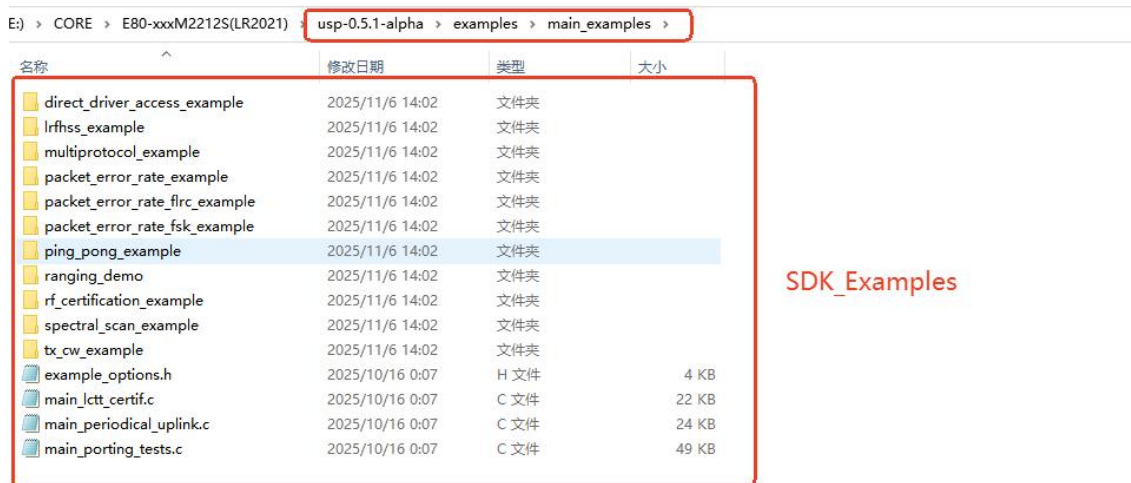 E:) › CORE › E80-xxxM2212S(LR2021) › usp-0.5.1-alpha › examples › main_examples ›
名称 修改日期 类型 大小
direct_driver_access_example 2025/11/6 14:02 文件夹
lrfhss_example 2025/11/6 14:02 文件夹
multiprotocol_example 2025/11/6 14:02 文件夹
packet_error_rate_example 2025/11/6 14:02 文件夹
packet_error_rate_flrc_example 2025/11/6 14:02 文件夹
packet_error_rate_fsk_example 2025/11/6 14:02 文件夹
ping_pong_example 2025/11/6 14:02 文件夹
ranging_demo 2025/11/6 14:02 文件夹
SDK_Examples
rf_certification_example 2025/11/6 14:02 文件夹
spectral_scan_example 2025/11/6 14:02 文件夹
tx_cw_example 2025/11/6 14:02 文件夹
example_options.h 2025/10/16 0:07 H 文件 4 KB
main_lctt_certif.c 2025/10/16 0:07 C 文件 22 KB
main_periodical_uplink.c 2025/10/16 0:07 C 文件 24 KB
main_porting_tests.c 2025/10/16 0:07 C 文件 49 KB